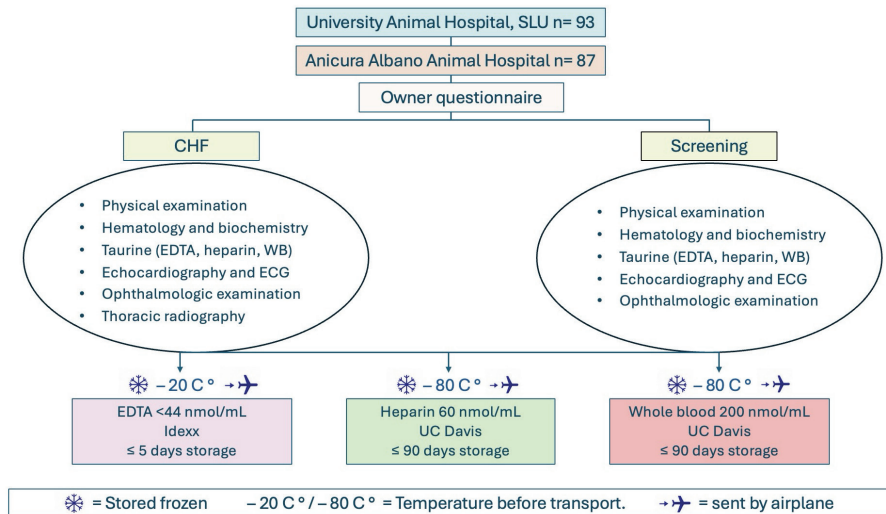 University Animal Hospital, SLU n= 93
Anicura Albano Animal Hospital n= 87
Owner questionnaire
CHF
• Physical examination
• Hematology and biochemistry
• Taurine (EDTA, heparin, WB)
• Echocardiography and ECG
• Ophthalmologic examination
• Thoracic radiography
Screening
• Physical examination
• Hematology and biochemistry
• Taurine (EDTA, heparin, WB)
• Echocardiography and ECG
• Ophthalmologic examination
– 20 C °
EDTA <44 nmol/mL
Idexx
≤ 5 days storage
– 80 C °
Heparin 60 nmol/mL
UC Davis
≤ 90 days storage
– 80 C °
Whole blood 200 nmol/mL
UC Davis
≤ 90 days storage
= Stored frozen – 20 C ° / – 80 C ° = Temperature before transport. = sent by airplane